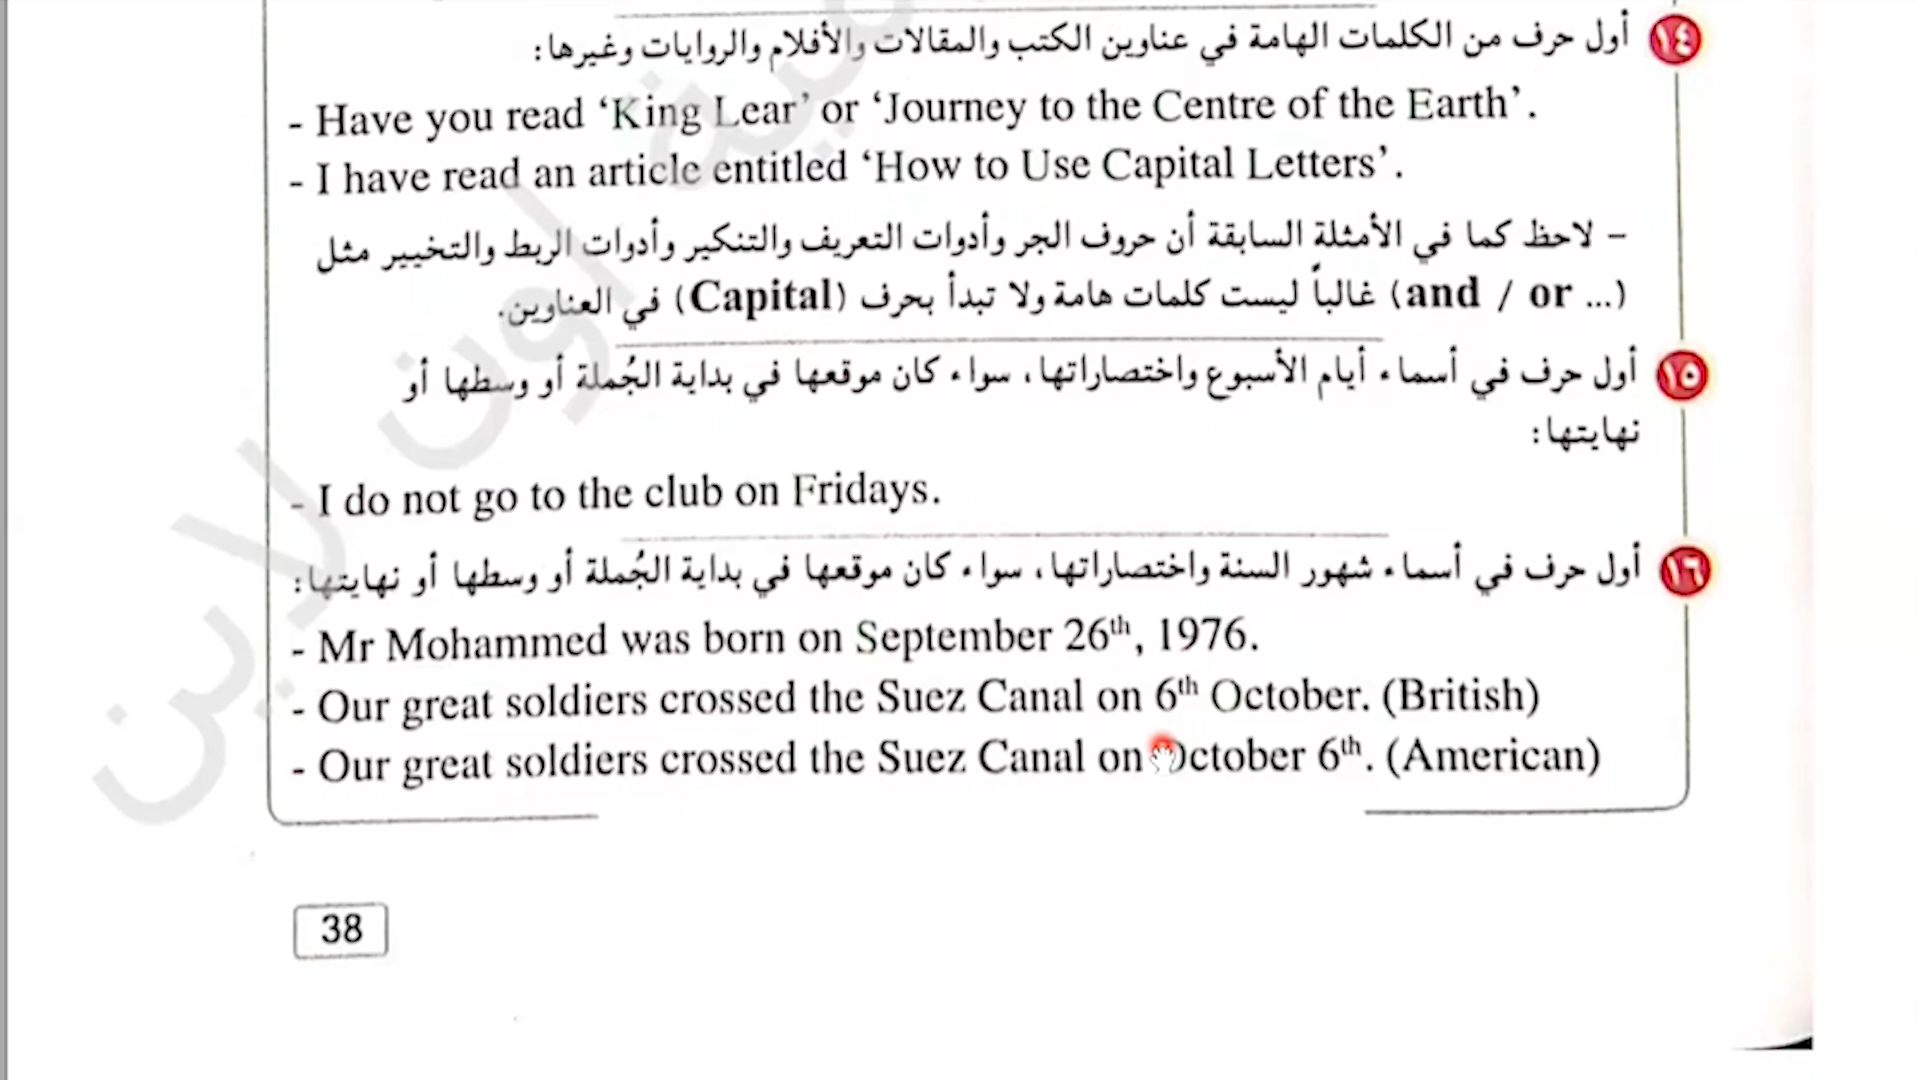 ١٤ أول حرف من الكلمات الهامة في عناوين الكتب والمقالات والأفلام والروايات وغيرها:
- Have you read ‘King Lear’ or ‘Journey to the Centre of the Earth’.
- I have read an article entitled ‘How to Use Capital Letters’.
– لاحظ كما في الأمثلة السابقة أن حروف الجر وأدوات التعريف والتنكير وأدوات الربط والتخيير مثل
(and / or ...) غالباً ليست كلمات هامة ولا تبدأ بحرف (Capital) في العناوين.
١٥ أول حرف في أسماء أيام الأسبوع واختصاراتها، سواء كان موقعها في بداية الجُملة أو وسطها أو
نهايتها:
- I do not go to the club on Fridays.
١٦ أول حرف في أسماء شهور السنة واختصاراتها، سواء كان موقعها في بداية الجُملة أو وسطها أو نهايتها:
- Mr Mohammed was born on September 26th, 1976.
- Our great soldiers crossed the Suez Canal on 6th October. (British)
- Our great soldiers crossed the Suez Canal on October 6th. (American)
38
اون لاين